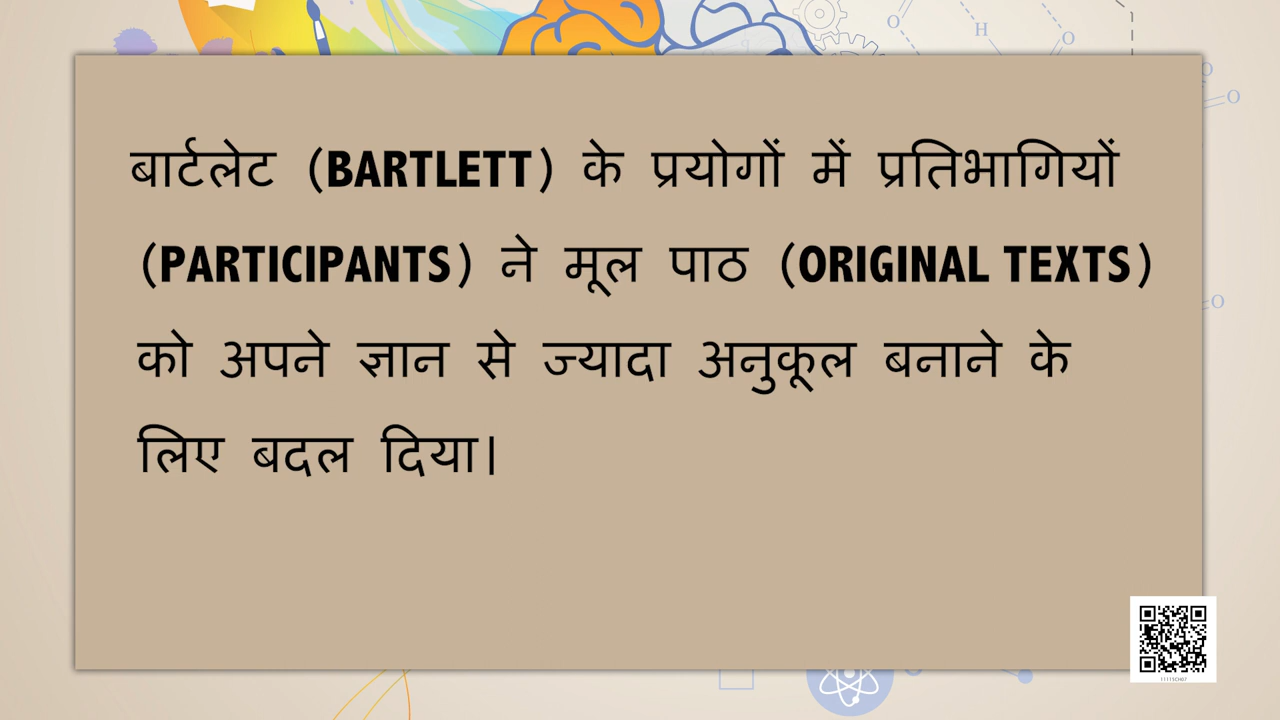 बार्टलेट (BARTLETT) के प्रयोगों में प्रतिभागियों
(PARTICIPANTS) ने मूल पाठ (ORIGINAL TEXTS)
को अपने ज्ञान से ज्यादा अनुकूल बनाने के
लिए बदल दिया।
H
O
O
O
O
O